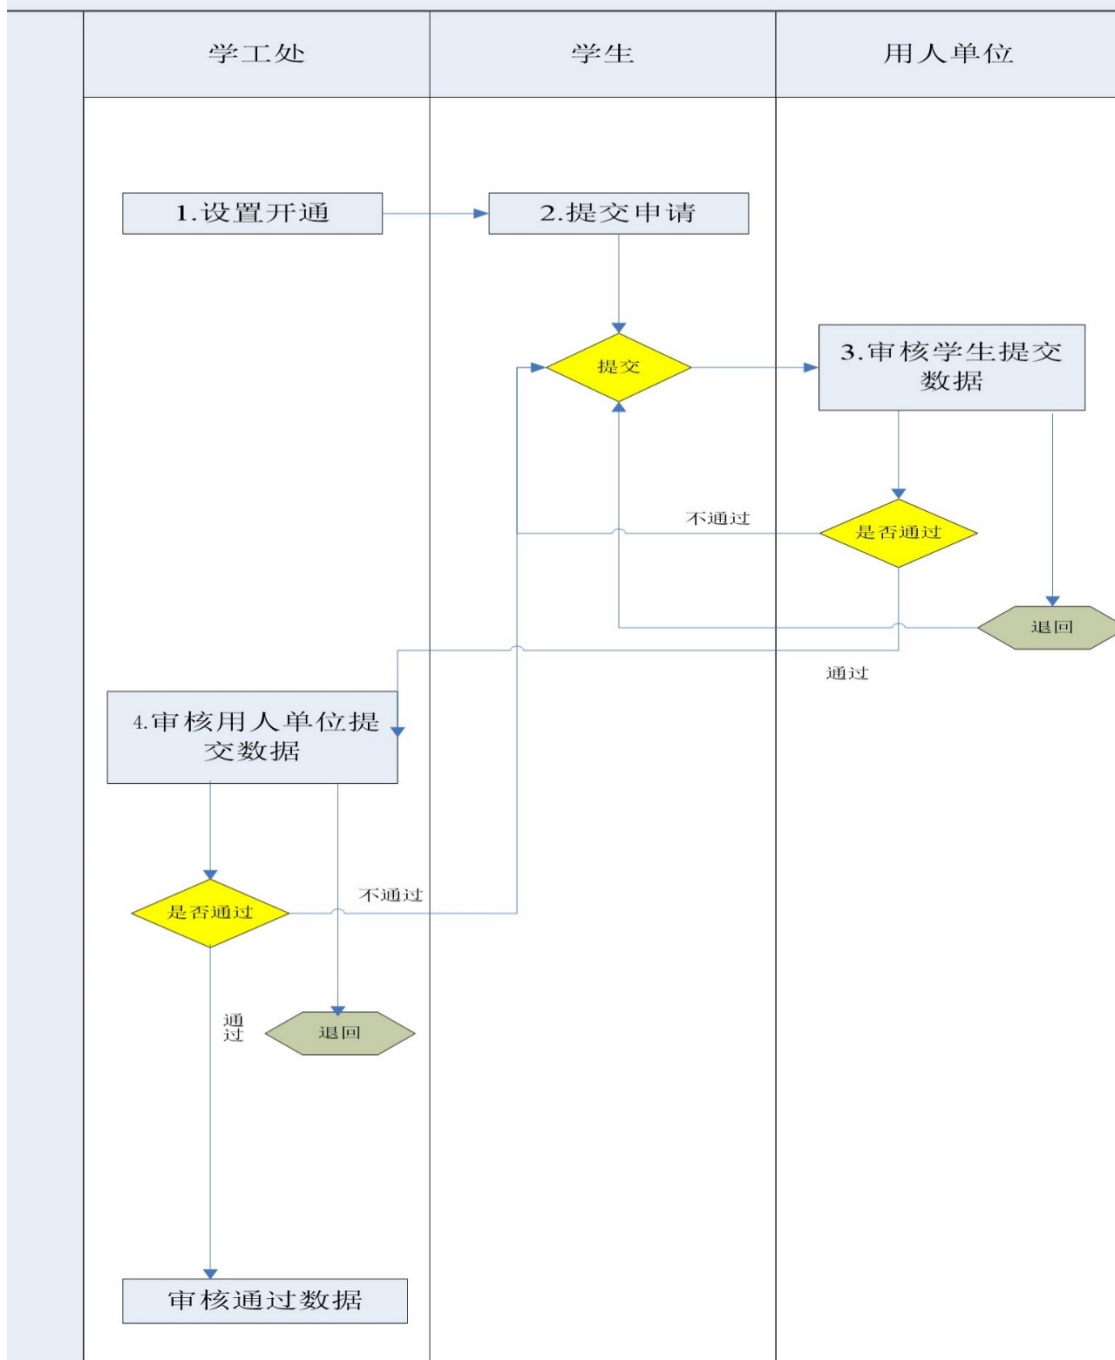 学工处
学生
用人单位
1.设置开通
2.提交申请
提交
3.审核学生提交
数据
不通过
是否通过
退回
通过
4.审核用人单位提
交数据
是否通过
不通过
通
过
退回
审核通过数据